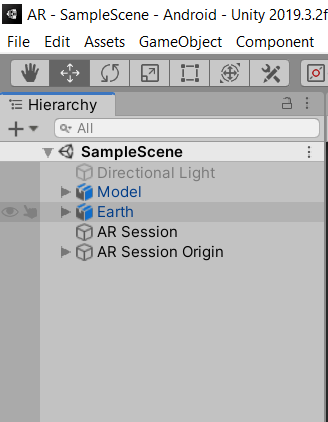 AR - SampleScene - Android - Unity 2019.3.2f
File Edit Assets GameObject Component
Hierarchy
All
SampleScene
Directional Light
Model
Earth
AR Session
AR Session Origin